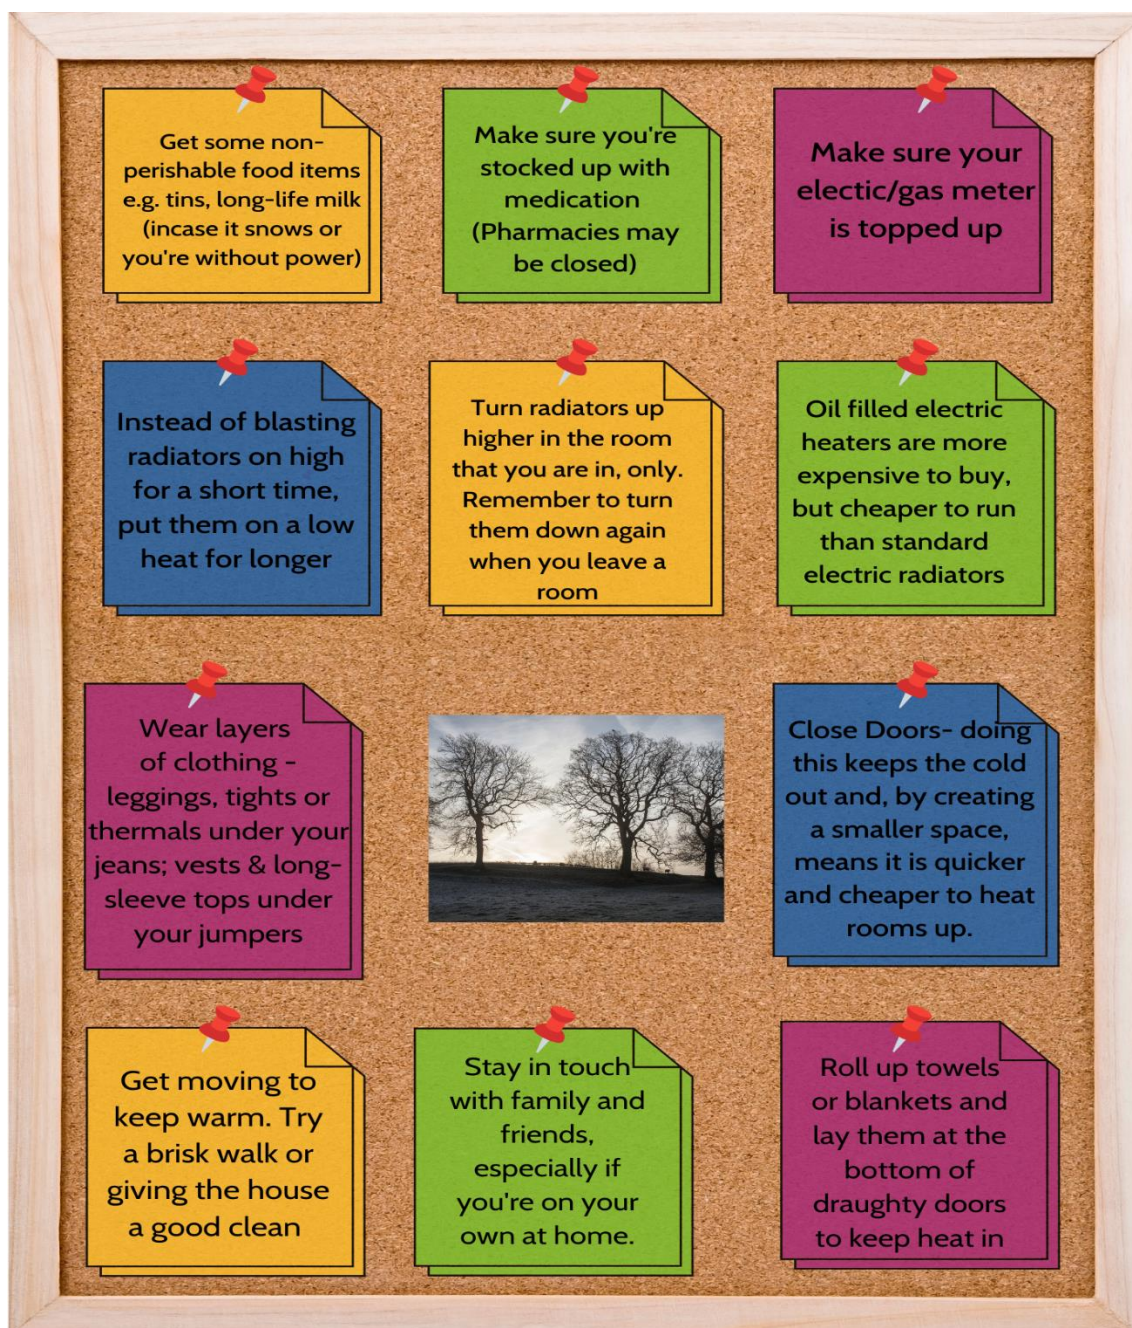 Get some non-
perishable food items
e.g. tins, long-life milk
(incase it snows or
you're without power)
Make sure you're
stocked up with
medication
(Pharmacies may
be closed)
Make sure your
electic/gas meter
is topped up
Instead of blasting
radiators on high
for a short time,
put them on a low
heat for longer
Turn radiators up
higher in the room
that you are in, only.
Remember to turn
them down again
when you leave a
room
Oil filled electric
heaters are more
expensive to buy,
but cheaper to run
than standard
electric radiators
Wear layers
of clothing -
leggings, tights or
thermals under your
jeans; vests & long-
sleeve tops under
your jumpers
Close Doors- doing
this keeps the cold
out and, by creating
a smaller space,
means it is quicker
and cheaper to heat
rooms up.
Get moving to
keep warm. Try
a brisk walk or
giving the house
a good clean
Stay in touch
with family and
friends,
especially if
you're on your
own at home.
Roll up towels
or blankets and
lay them at the
bottom of
draughty doors
to keep heat in